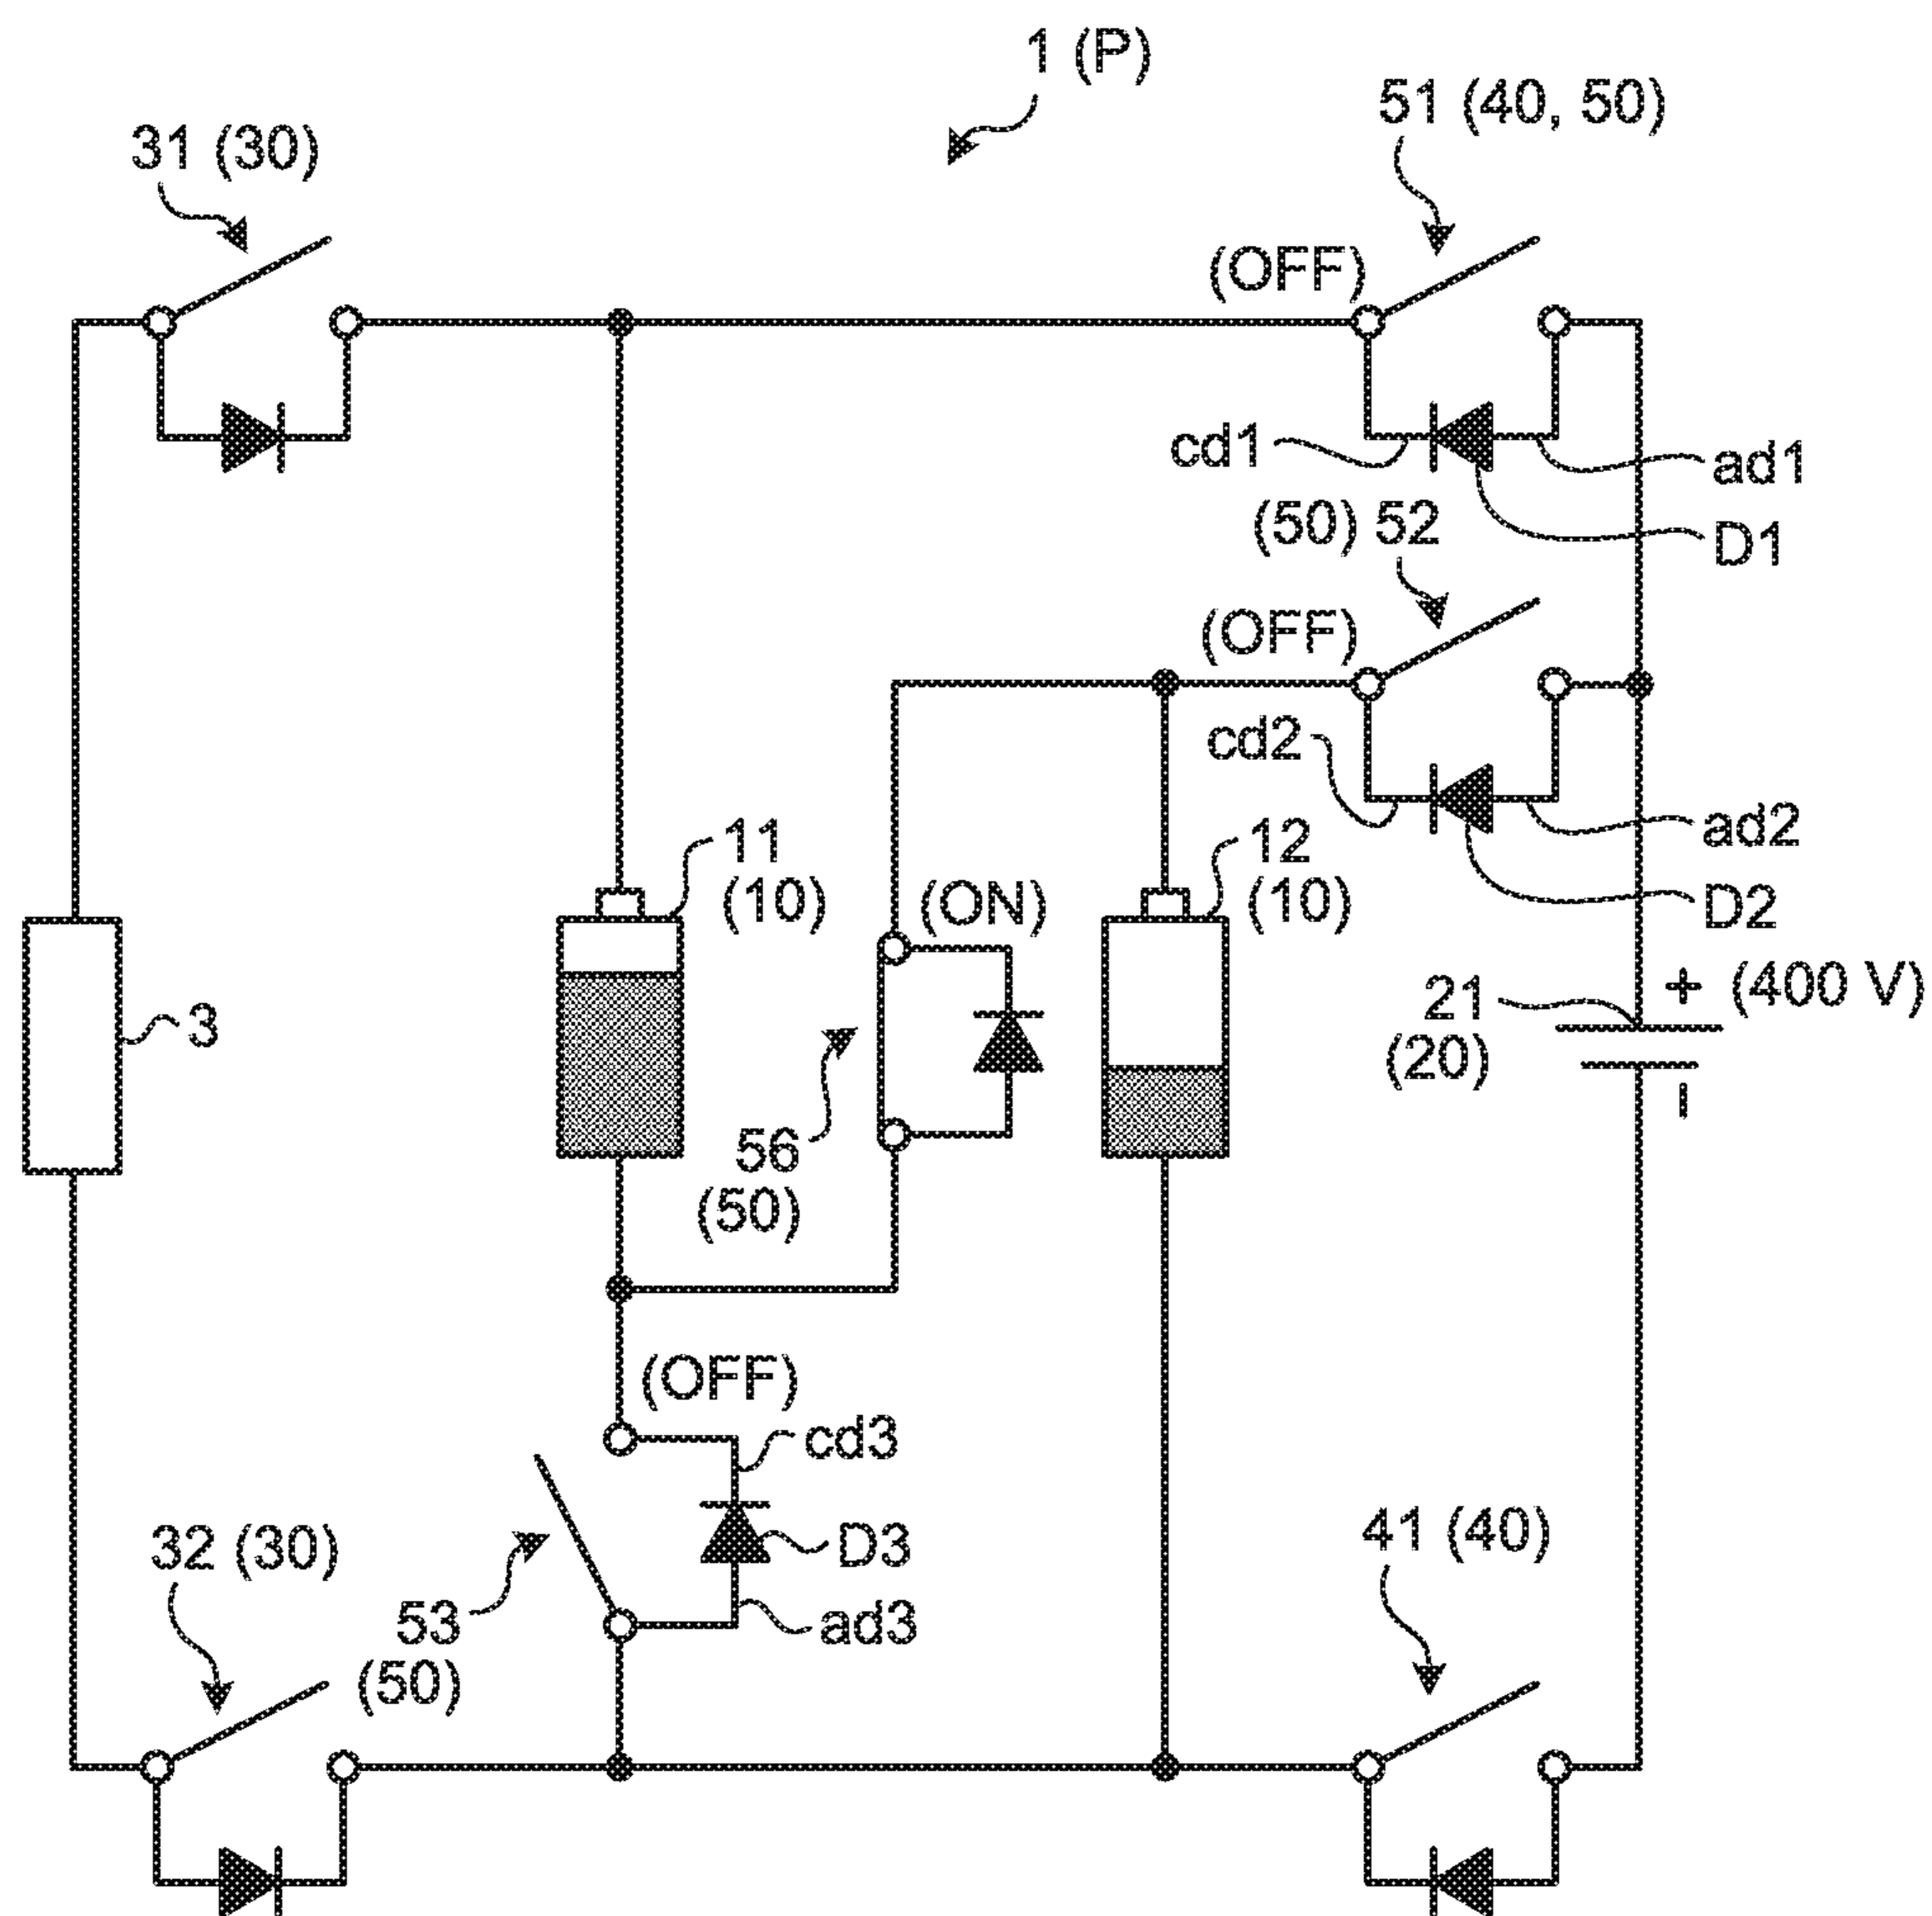 1 (P)
51 (40, 50)
31 (30)
(OFF)
cd1
ad1
(50) 52
D1
(OFF)
cd2
ad2
11
(10)
12
(10)
(ON)
D2
21
(20)
+ (400 V)
3
−
56
(50)
(OFF)
cd3
32 (30)
D3
41 (40)
53
(50)
ad3